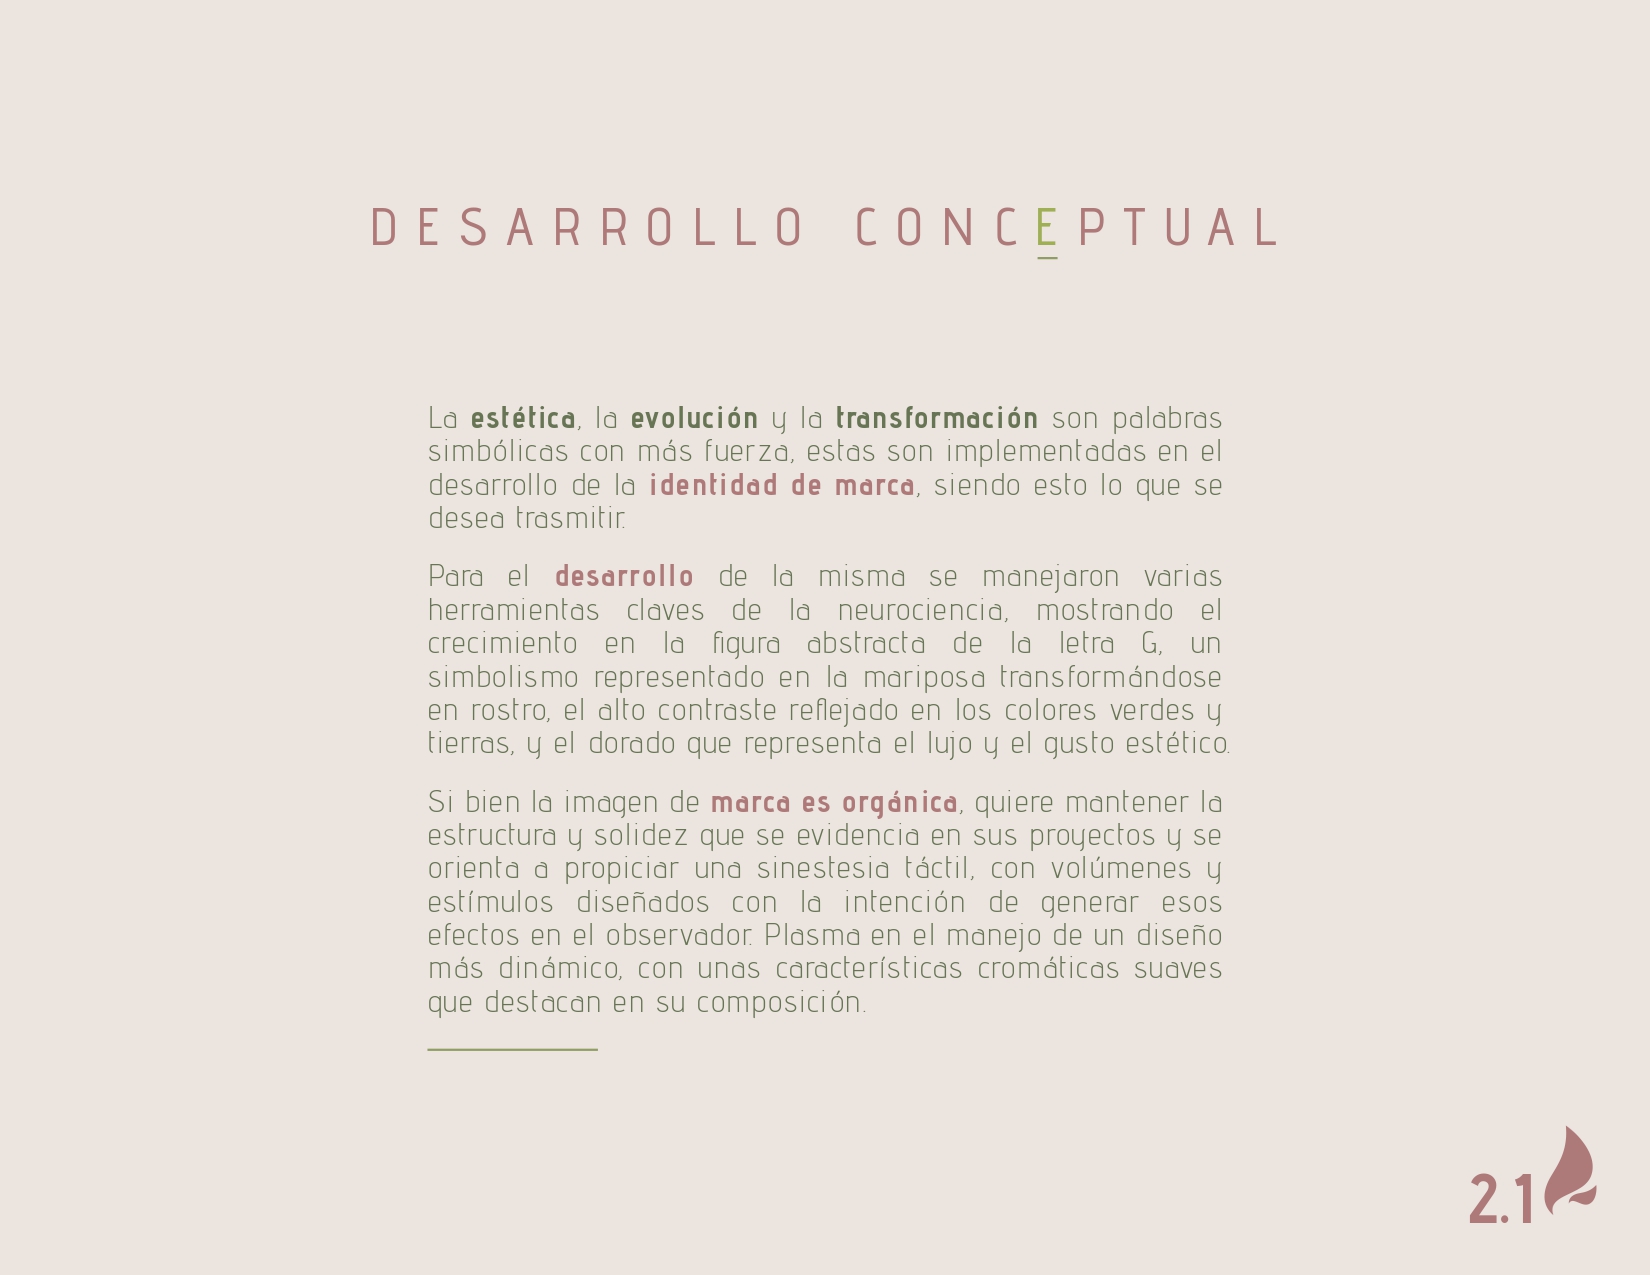 DESARROLLO CONCEPTUAL
La estética, la evolución y la transformación son palabras
simbólicas con más fuerza, estas son implementadas en el
desarrollo de la identidad de marca, siendo esto lo que se
desea trasmitir.
Para el desarrollo de la misma se manejaron varias
herramientas claves de la neurociencia, mostrando el
crecimiento en la figura abstracta de la letra G, un
simbolismo representado en la mariposa transformándose
en rostro, el alto contraste reflejado en los colores verdes y
tierras, y el dorado que representa el lujo y el gusto estético.
Si bien la imagen de marca es orgánica, quiere mantener la
estructura y solidez que se evidencia en sus proyectos y se
orienta a propiciar una sinestesia táctil, con volúmenes y
estímulos diseñados con la intención de generar esos
efectos en el observador. Plasma en el manejo de un diseño
más dinámico, con unas características cromáticas suaves
que destacan en su composición.
2.1